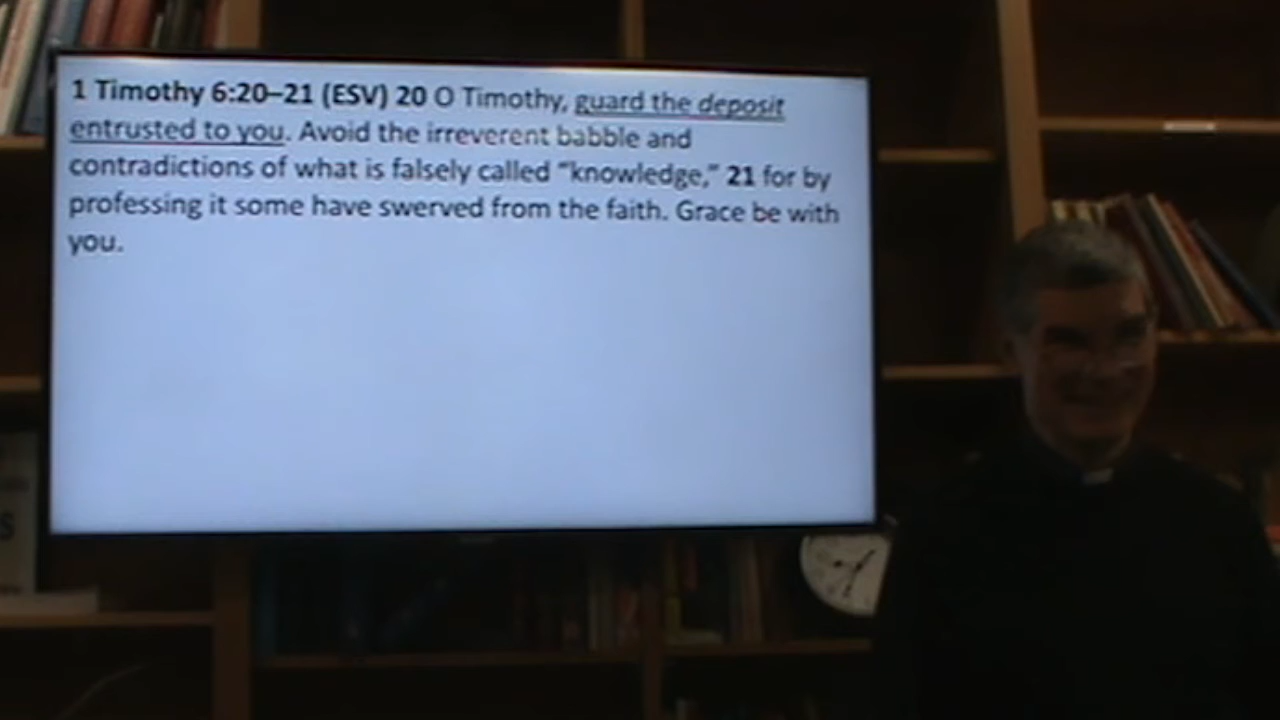 1 Timothy 6:20–21 (ESV) 20 O Timothy, guard the deposit
entrusted to you. Avoid the irreverent babble and
contradictions of what is falsely called “knowledge,” 21 for by
professing it some have swerved from the faith. Grace be with
you.
S